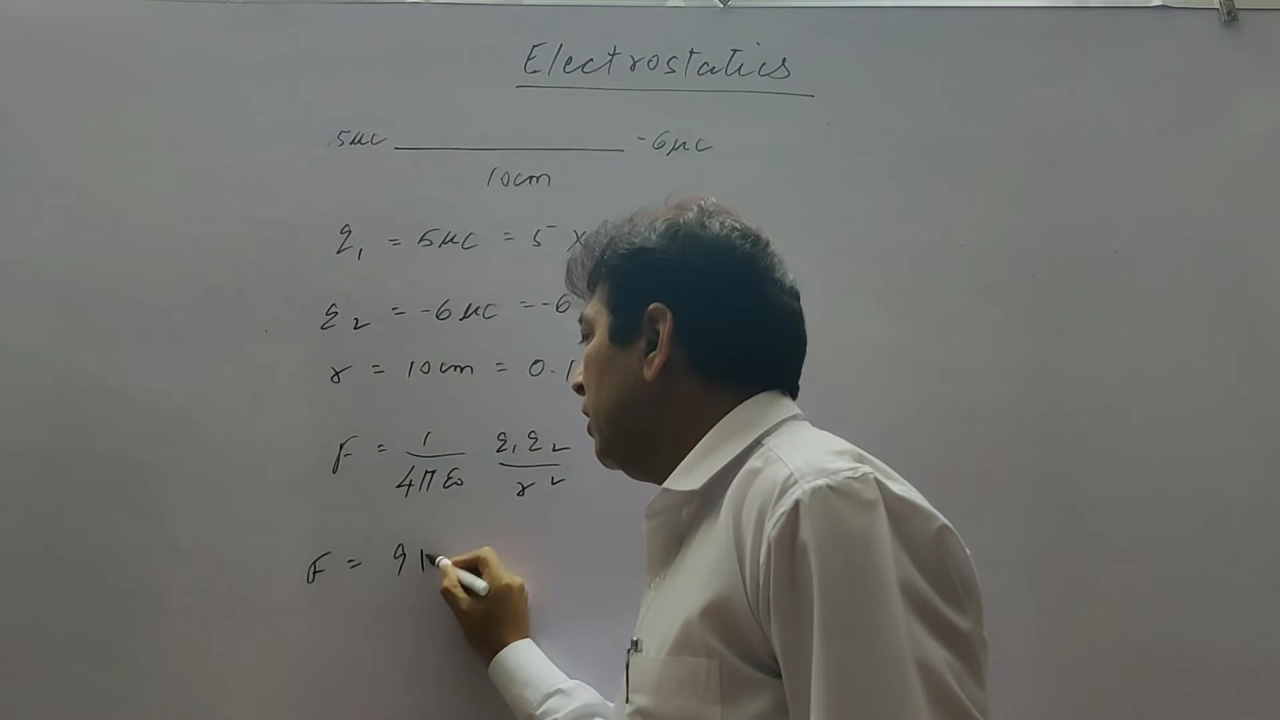 Electrostatics
5μC -6μC
10cm
q₁ = 5μC = 5 ×
q₂ = -6μC = -6
r = 10cm = 0.1
F = 1/4πε₀ q₁q₂/r²
F = 9